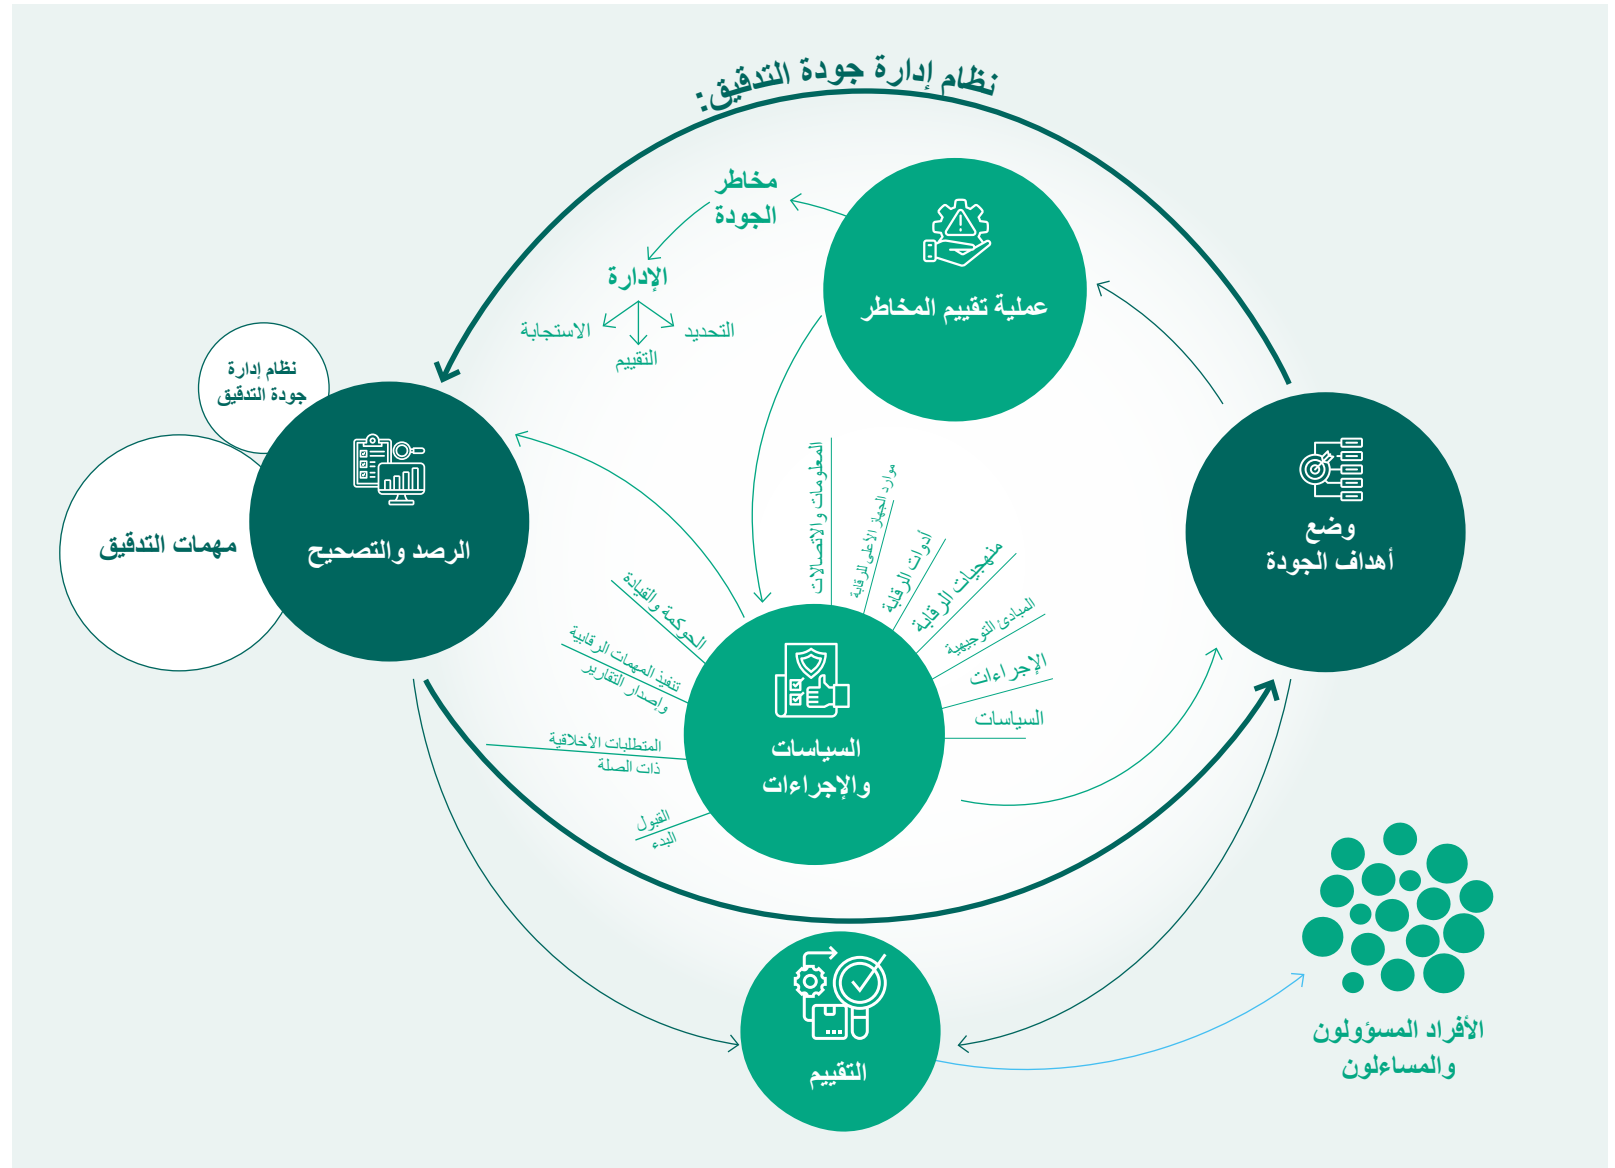 نظام إدارة جودة التدقيق:
عملية تقييم المخاطر
مخاطر
الجودة
الإدارة
التحديد
التقييم
الاستجابة
وضع
أهداف الجودة
نظام إدارة
جودة التدقيق
مهمات التدقيق
الرصد والتصحيح
المعلومات والاتصالات
موارد الجهاز الأعلى للرقابة
أدوات الرقابة
منهجيات الرقابة
المبادئ التوجيهية
الإجراءات
السياسات
الحوكمة والقيادة
تنفيذ المهمات الرقابية
وإصدار التقارير
المتطلبات الأخلاقية
ذات الصلة
القبول
البدء
السياسات
والإجراءات
التقييم
الأفراد المسؤولون
والمساءلون